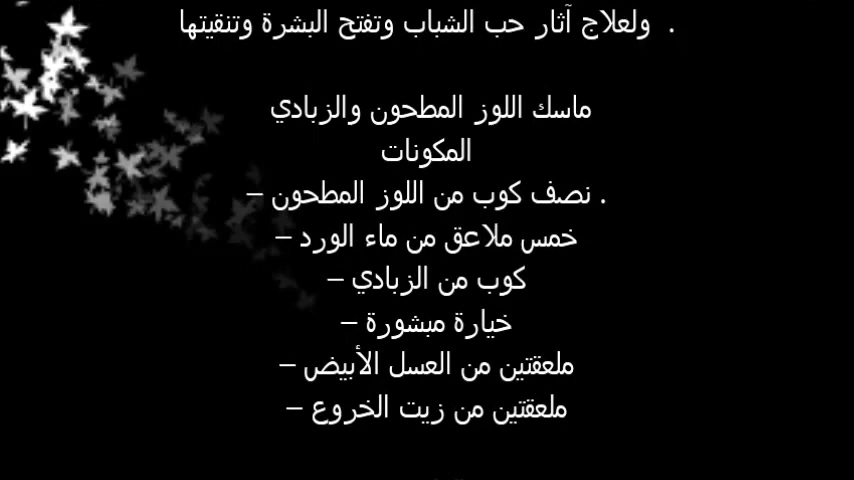 ولعلاج آثار حب الشباب وتفتح البشرة وتنقيتها .
ماسك اللوز المطحون والزبادي
المكونات
. نصف كوب من اللوز المطحون –
خمس ملاعق من ماء الورد –
كوب من الزبادي –
خيارة مبشورة –
ملعقتين من العسل الأبيض –
ملعقتين من زيت الخروع –